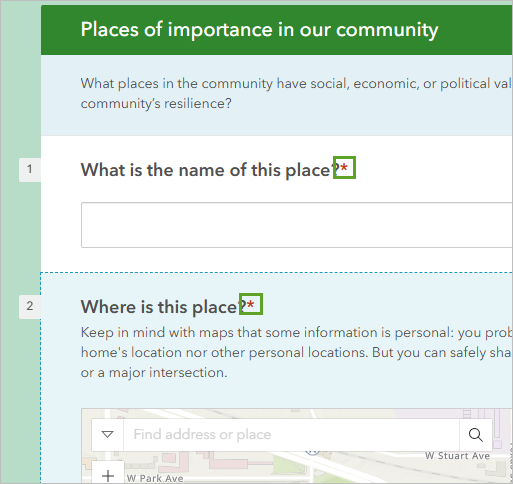 Places of importance in our community
What places in the community have social, economic, or political val
community's resilience?
1
What is the name of this place?*
2
Where is this place?*
Keep in mind with maps that some information is personal: you prob
home's location nor other personal locations. But you can safely sha
or a major intersection.
Find address or place
W Stuart Ave
+
W Park Ave